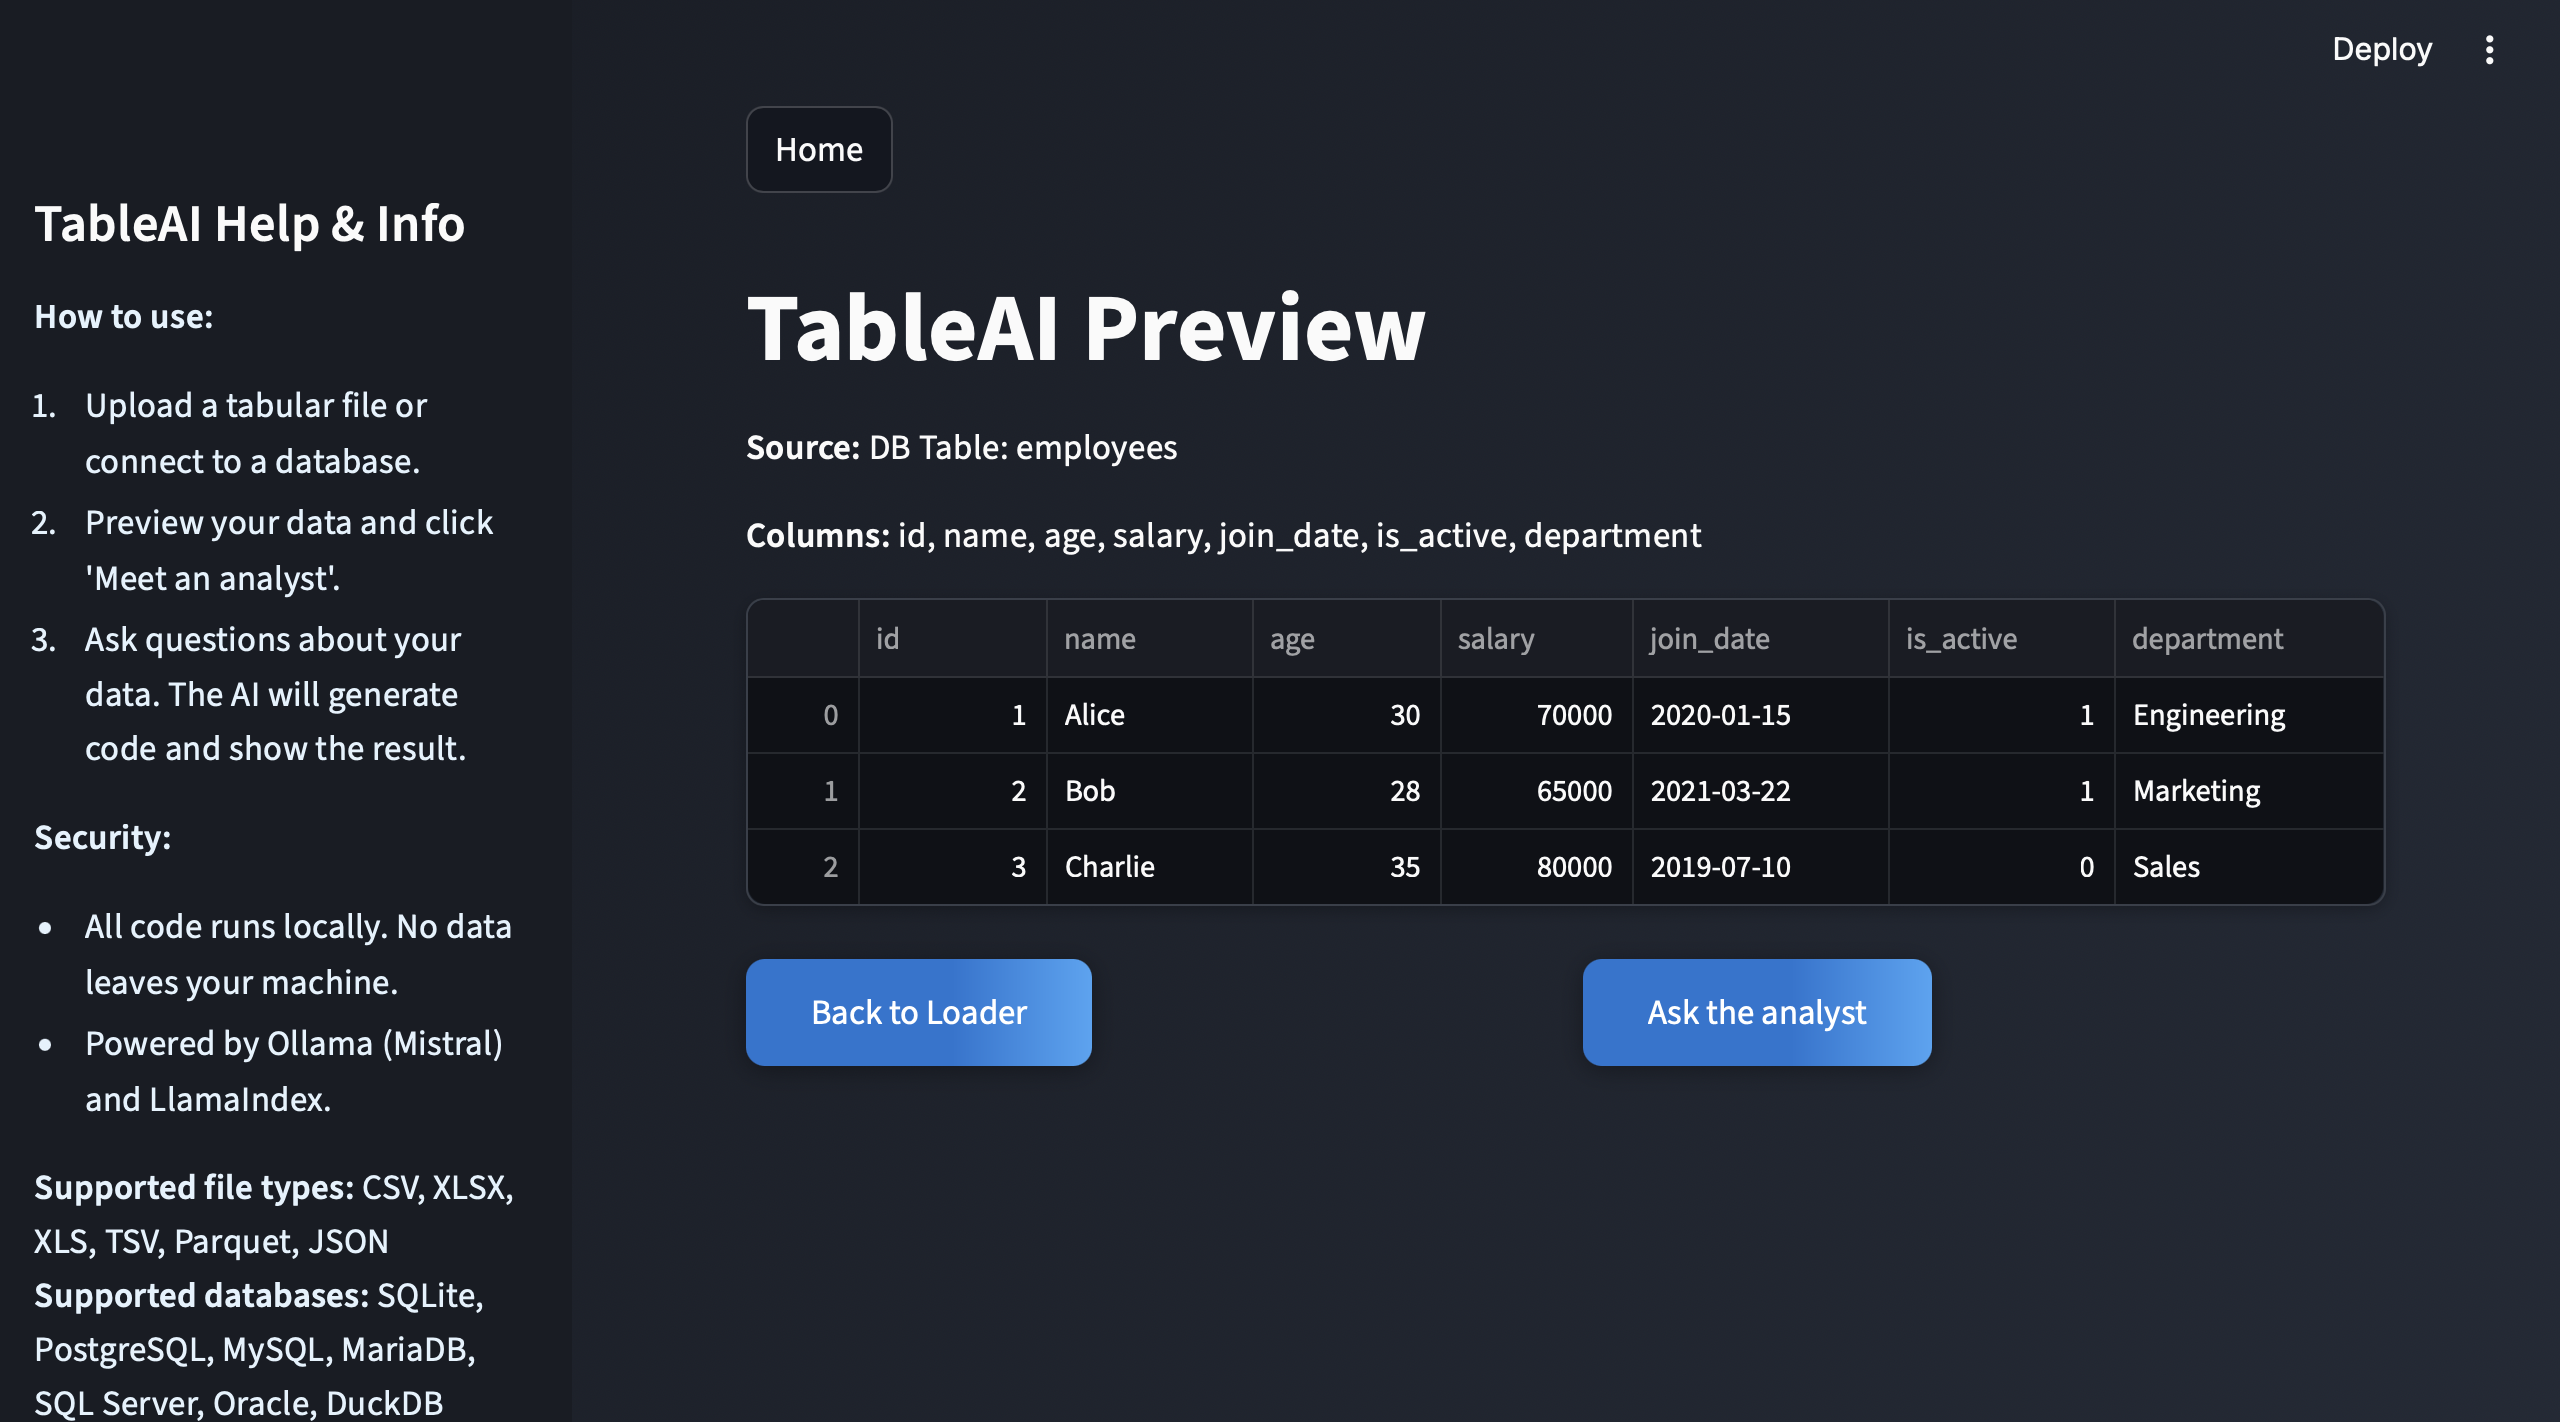 Deploy
Home
TableAI Help & Info
How to use:
1. Upload a tabular file or
connect to a database.
2. Preview your data and click
'Meet an analyst'.
3. Ask questions about your
data. The AI will generate
code and show the result.
Security:
• All code runs locally. No data
leaves your machine.
• Powered by Ollama (Mistral)
and LlamaIndex.
Supported file types: CSV, XLSX,
XLS, TSV, Parquet, JSON
Supported databases: SQLite,
PostgreSQL, MySQL, MariaDB,
SQL Server, Oracle, DuckDB
TableAI Preview
Source: DB Table: employees
Columns: id, name, age, salary, join_date, is_active, department
id name age salary join_date is_active department
0 1 Alice 30 70000 2020-01-15 1 Engineering
1 2 Bob 28 65000 2021-03-22 1 Marketing
2 3 Charlie 35 80000 2019-07-10 0 Sales
Back to Loader Ask the analyst